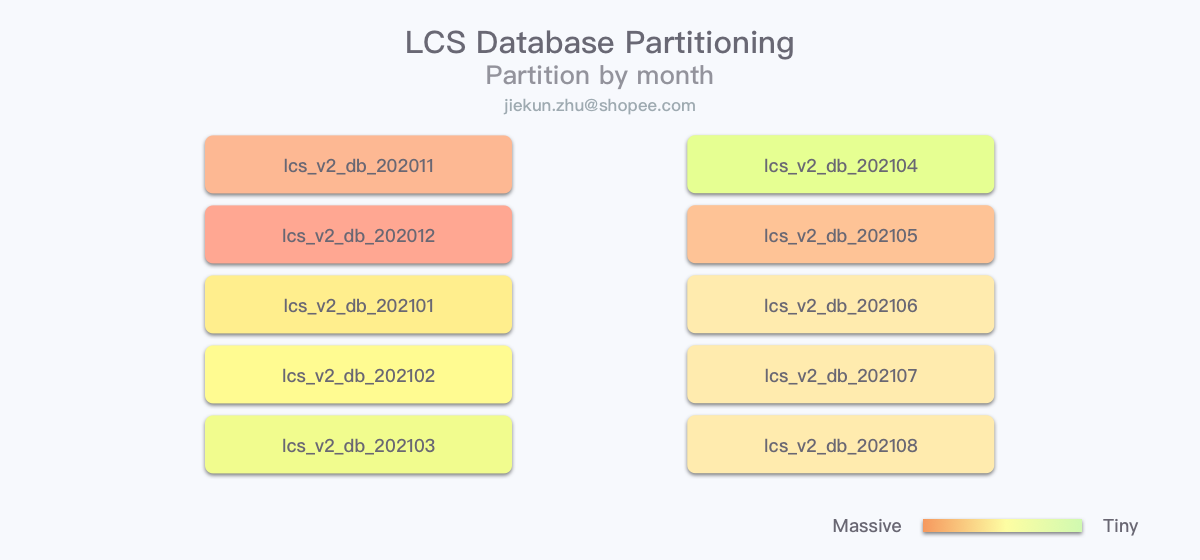 LCS Database Partitioning
Partition by month
jiekun.zhu@shopee.com
lcs_v2_db_202011
lcs_v2_db_202012
lcs_v2_db_202101
lcs_v2_db_202102
lcs_v2_db_202103
lcs_v2_db_202104
lcs_v2_db_202105
lcs_v2_db_202106
lcs_v2_db_202107
lcs_v2_db_202108
Massive Tiny